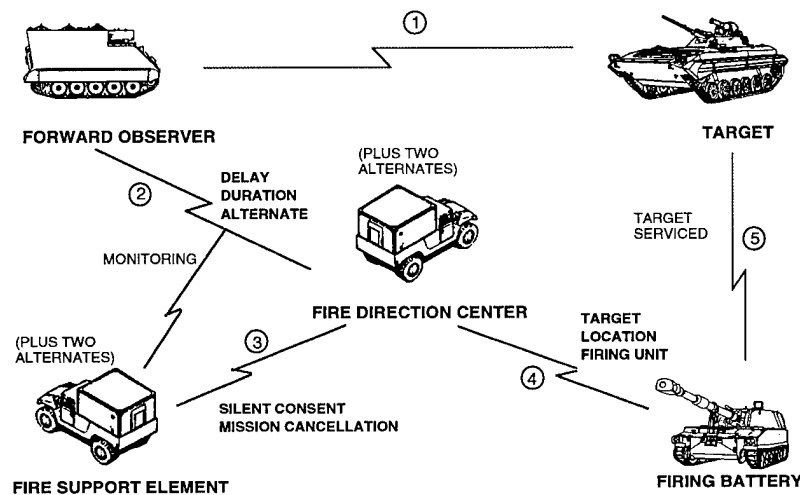 1
FORWARD OBSERVER
TARGET
2
DELAY
DURATION
ALTERNATE
(PLUS TWO
ALTERNATES)
MONITORING
TARGET
SERVICED
5
FIRE DIRECTION CENTER
(PLUS TWO
ALTERNATES)
3
TARGET
LOCATION
FIRING UNIT
4
SILENT CONSENT
MISSION CANCELLATION
FIRE SUPPORT ELEMENT
FIRING BATTERY